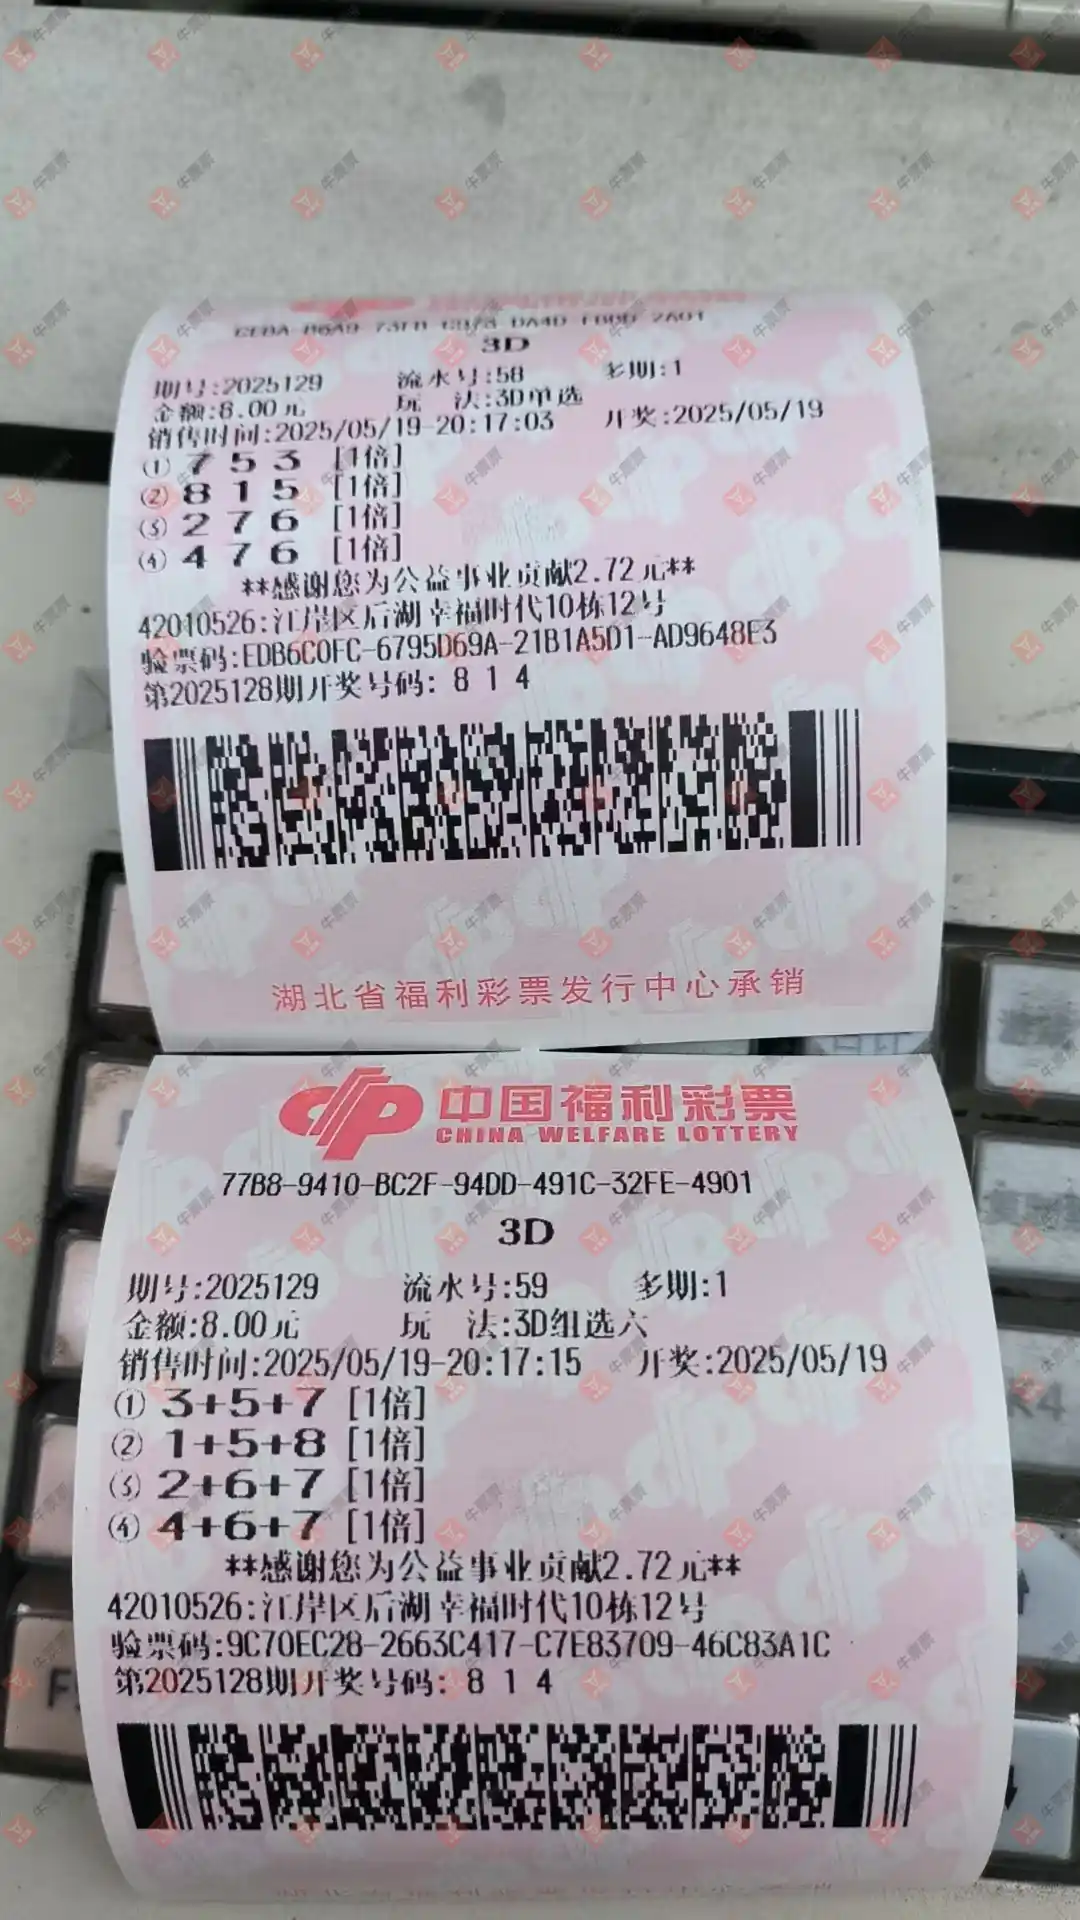 3D
期号:2025129 流水号:58 多期:1
金额:8.00元 玩 法:3D单选
销售时间:2025/05/19-20:17:03 开奖:2025/05/19
① 7 5 3 [1倍]
② 8 1 5 [1倍]
③ 2 7 6 [1倍]
④ 4 7 6 [1倍]
**感谢您为公益事业贡献2.72元**
42010526:江岸区后湖幸福时代10栋12号
验票码:EDB6C0FC-6795D69A-21B1A5D1-AD9648E3
第2025128期开奖号码: 8 1 4
湖北省福利彩票发行中心承销
中国福利彩票
CHINA WELFARE LOTTERY
77B8-9410-BC2F-94DD-491C-32FE-4901
3D
期号:2025129 流水号:59 多期:1
金额:8.00元 玩 法:3D组选六
销售时间:2025/05/19-20:17:15 开奖:2025/05/19
① 3+5+7 [1倍]
② 1+5+8 [1倍]
③ 2+6+7 [1倍]
④ 4+6+7 [1倍]
**感谢您为公益事业贡献2.72元**
42010526:江岸区后湖幸福时代10栋12号
验票码:9C70EC28-2663C417-C7E83709-46C83A1C
第2025128期开奖号码: 8 1 4